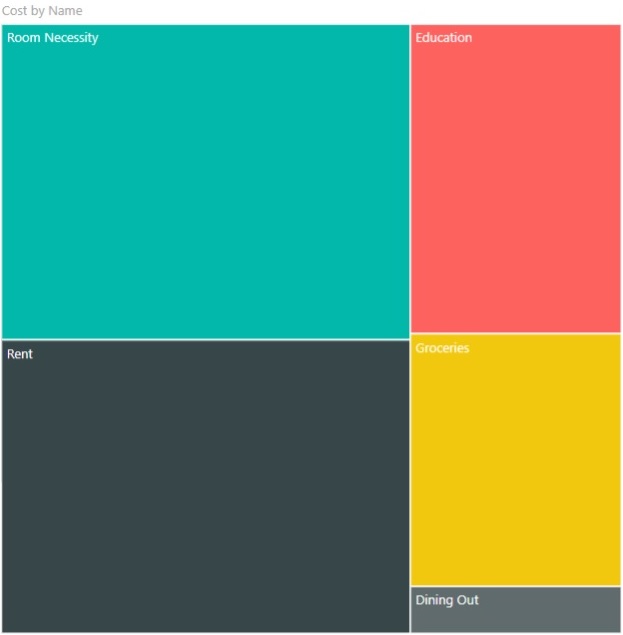 Cost by Name
Room Necessity
Education
Rent
Groceries
Dining Out